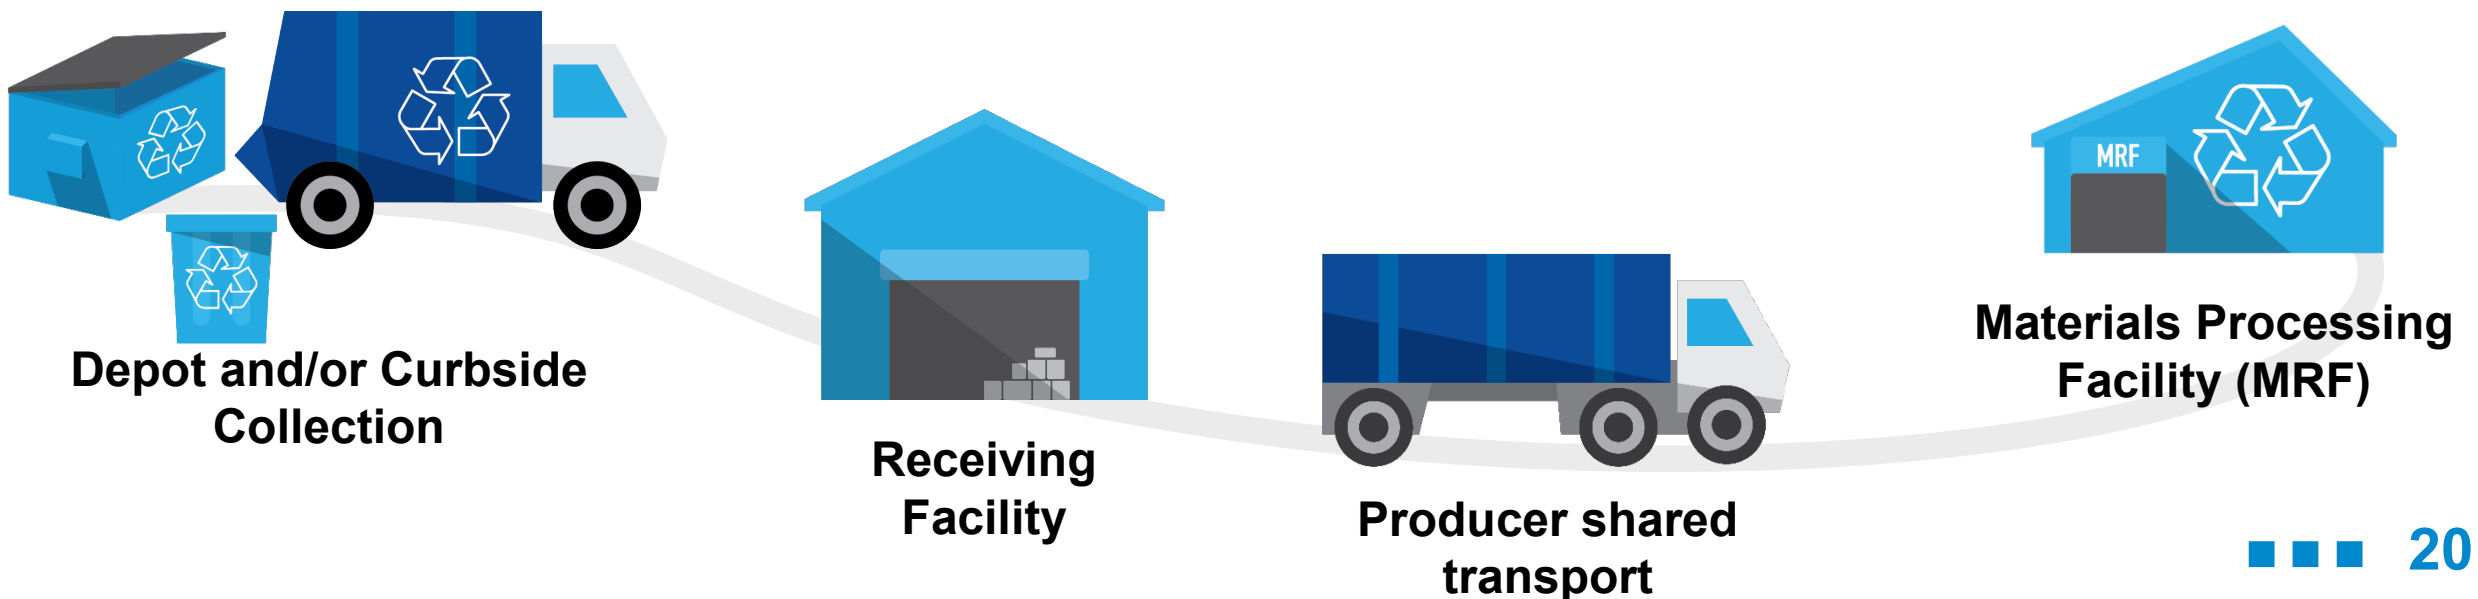 Depot and/or Curbside
Collection
Receiving
Facility
Producer shared
transport
MRF
Materials Processing
Facility (MRF)
20